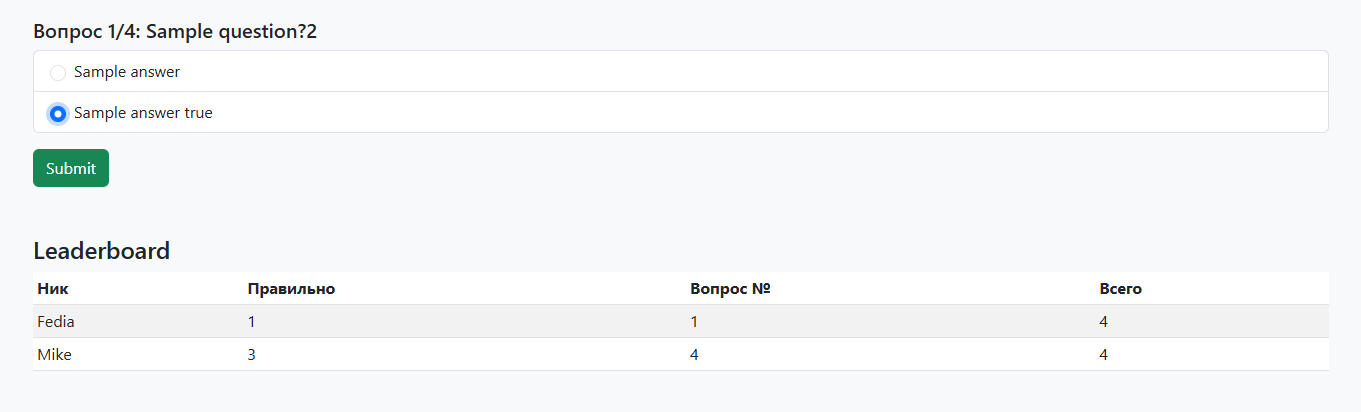 Вопрос 1/4: Sample question?2
Sample answer
Sample answer true
Submit
Leaderboard
Ник Правильно Вопрос № Всего
Fedia 1 1 4
Mike 3 4 4